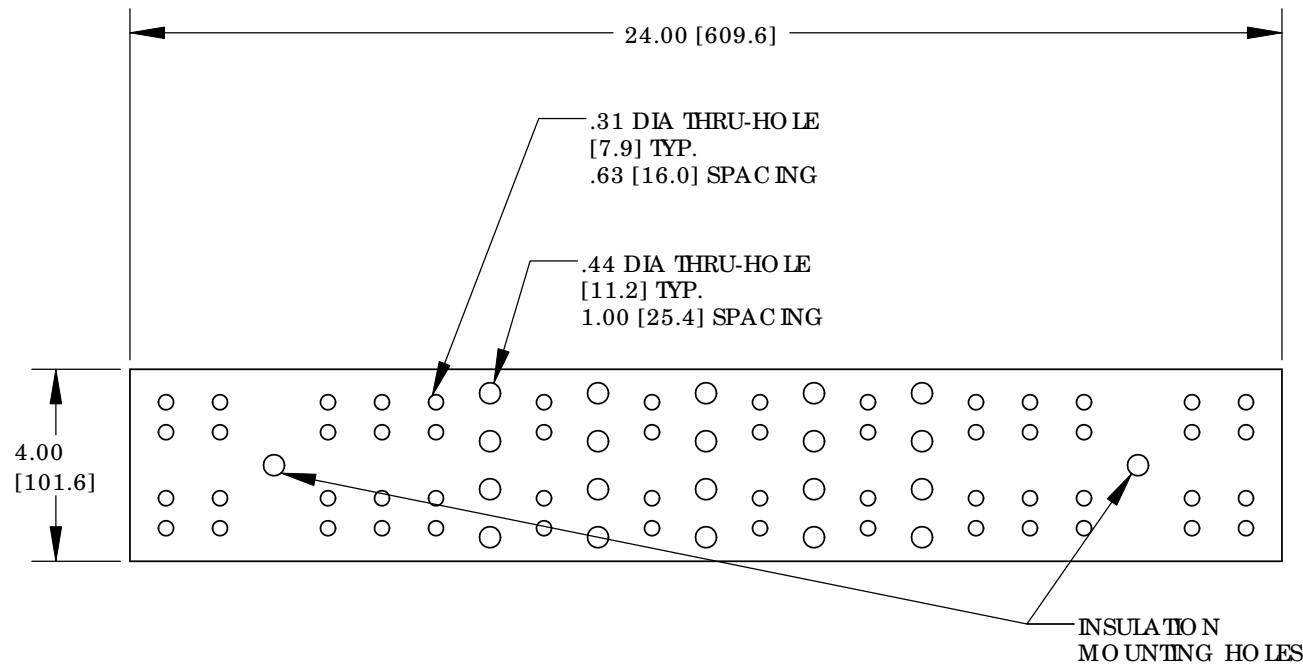 24.00 [609.6]
.31 DIA THRU-HOLE
[7.9] TYP.
.63 [16.0] SPACING
.44 DIA THRU-HOLE
[11.2] TYP.
1.00 [25.4] SPACING
4.00
[101.6]
INSULATION
MOUNTING HOLES